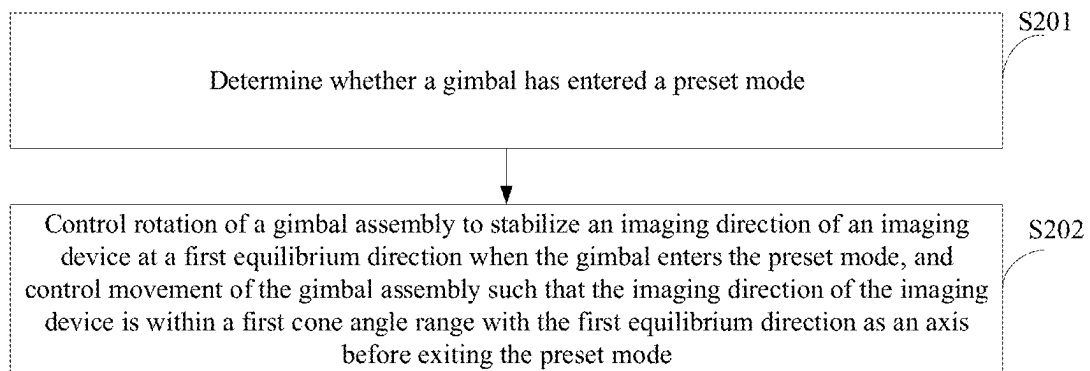 S201
Determine whether a gimbal has entered a preset mode
S202
Control rotation of a gimbal assembly to stabilize an imaging direction of an imaging
device at a first equilibrium direction when the gimbal enters the preset mode, and
control movement of the gimbal assembly such that the imaging direction of the imaging
device is within a first cone angle range with the first equilibrium direction as an axis
before exiting the preset mode